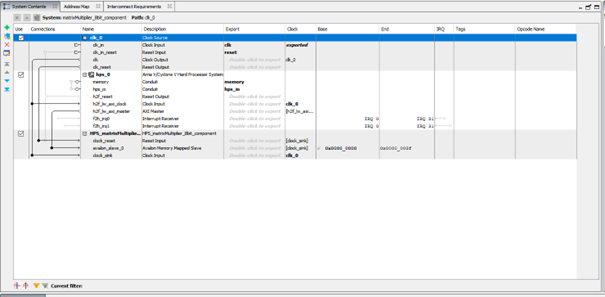 System Contents Address Map Interconnect Requirements
System: matrixMultiplier_8bit_component Path: clk_0
Use Connections Name Description Export Clock Base End IRQ Tags Opcode Name
clk_0 Clock Source
clk_in Clock Input clk exported
clk_in_reset Reset Input reset
clk Clock Output Double-click to export clk_0
clk_reset Reset Output Double-click to export
hps_0 Arria V/Cyclone V Hard Processor System
memory Conduit memory
hps_io Conduit hps_io
h2f_reset Reset Output Double-click to export
h2f_lw_axi_clock Clock Input Double-click to export clk_0
h2f_lw_axi_master AXI Master Double-click to export [h2f_lw_axi...
f2h_irq0 Interrupt Receiver Double-click to export IRQ 0 IRQ 31
f2h_irq1 Interrupt Receiver Double-click to export IRQ 0 IRQ 31
HPS_matrixMultiplie... HPS_matrixMultiplier_8bit_component
clock_reset Reset Input Double-click to export [clock_snk]
avalon_slave_0 Avalon Memory Mapped Slave Double-click to export [clock_snk] 0x0000_0000
clock_snk Clock Input Double-click to export clk_0
Current filter: